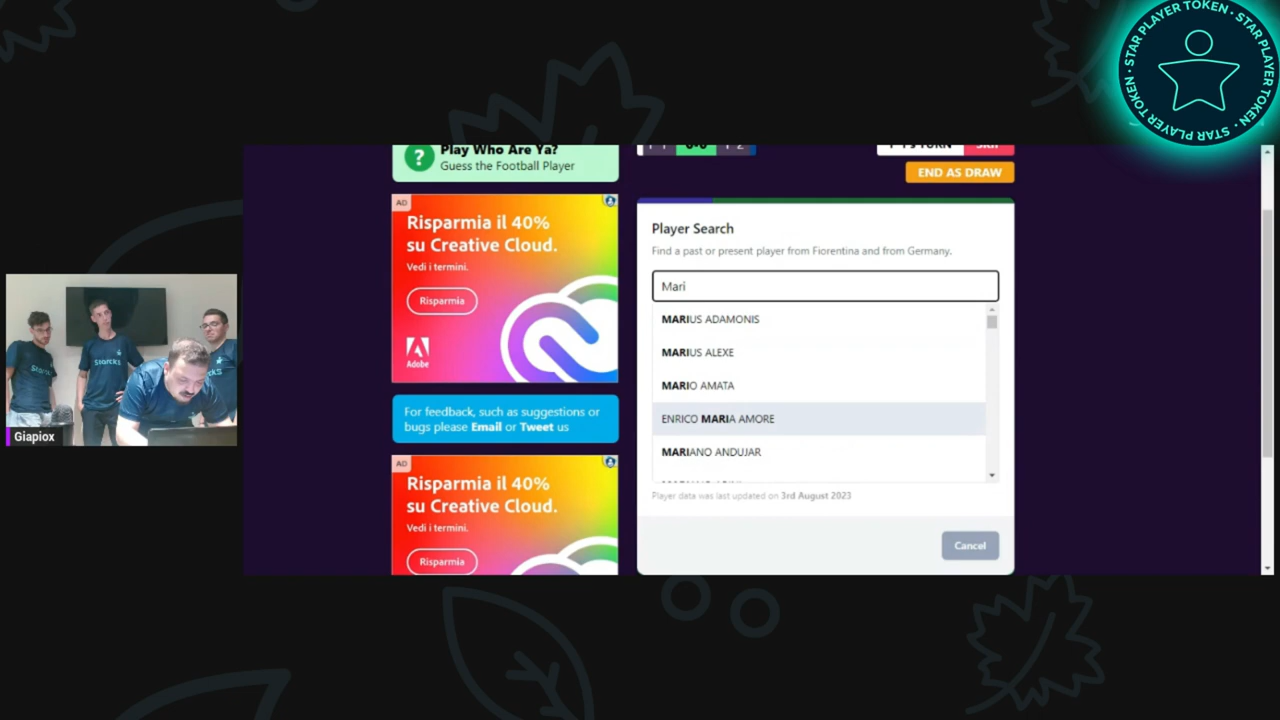 STAR PLAYER TOKEN • STAR PLAYER TOKEN • STAR PLAYER TOKEN •
Play Who Are Ya?
?
Guess the Football Player
END AS DRAW
AD
Risparmia il 40%
su Creative Cloud.
Vedi i termini.
Risparmia
Adobe
For feedback, such as suggestions or
bugs please Email or Tweet us
AD
Risparmia il 40%
su Creative Cloud.
Vedi i termini.
Risparmia
Player Search
Find a past or present player from Fiorentina and from Germany.
Mari
MARIUS ADAMONIS
MARIUS ALEXE
MARIO AMATA
ENRICO MARIA AMORE
MARIANO ANDUJAR
Player data was last updated on 3rd August 2023
Cancel
Starcks
Giapiox